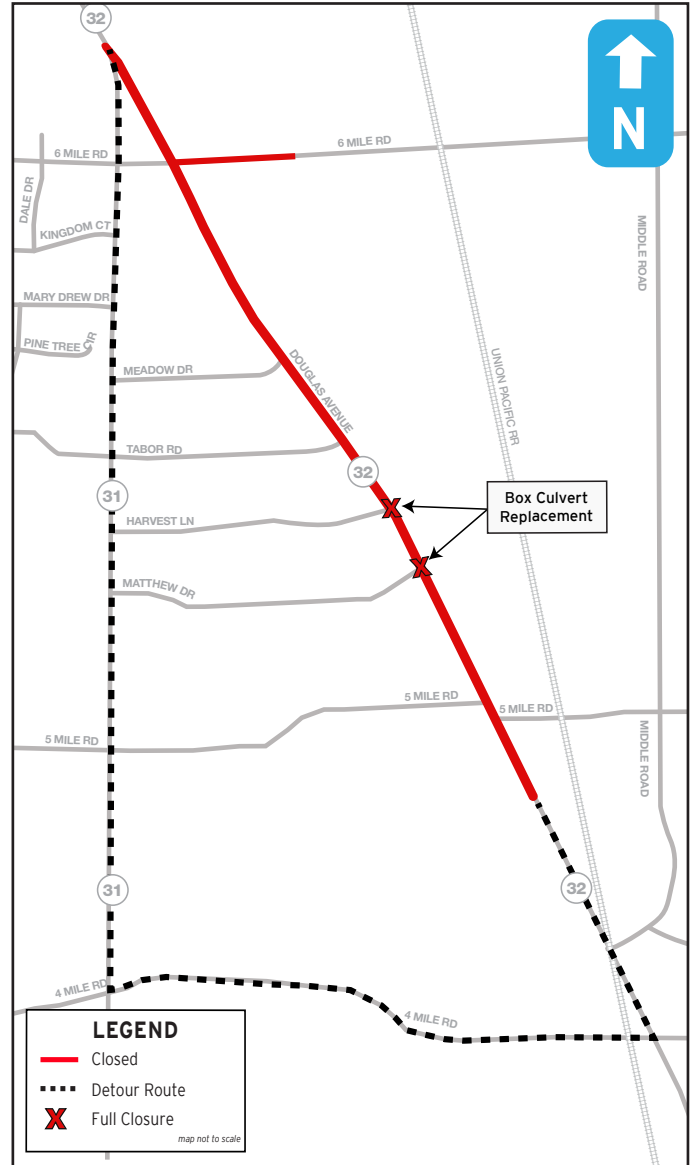 32
N
6 MILE RD
6 MILE RD
DALE DR
KINGDOM CT
MIDDLE ROAD
MARY DREW DR
PINE TREE CIR
UNION PACIFIC RR
DOUGLAS AVENUE
MEADOW DR
TABOR RD
32
31
Box Culvert
Replacement
HARVEST LN
MATTHEW DR
5 MILE RD
5 MILE RD
5 MILE RD
MIDDLE ROAD
31
32
4 MILE RD
4 MILE RD
LEGEND
Closed
Detour Route
X Full Closure
map not to scale